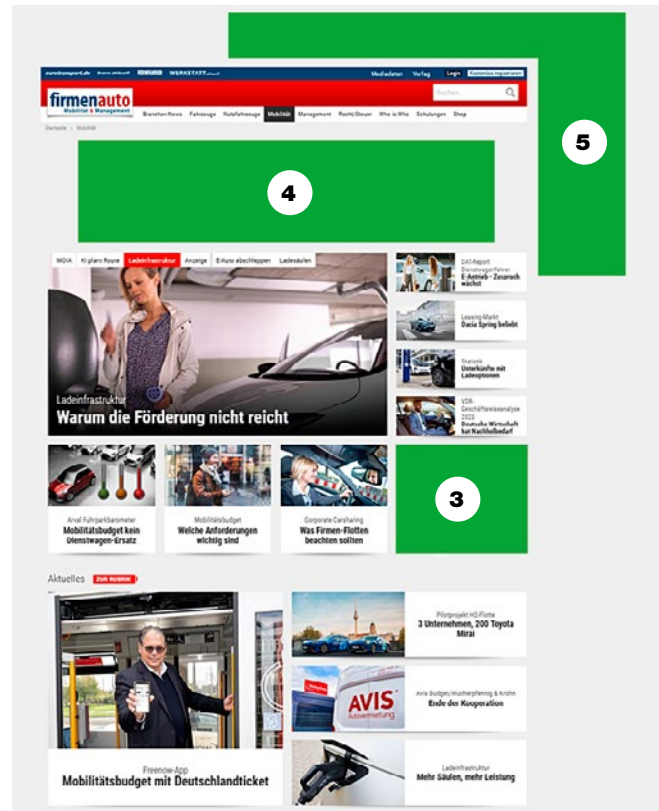 5
eurotransport.de
WERKSTATT aktuell
Mediadaten Verlag Login Kostenlos registrieren
firmenauto
Mobilität & Management
Suchen...
Branchen-News Fahrzeuge Nutzfahrzeuge Mobilität Management Recht/Steuer Who is Who Schulungen Shop
Startseite > Mobilität
4
MOIA KI plant Route Ladeinfrastruktur Anzeige E-Auto abschleppen Ladesäulen
Ladeinfrastruktur
Warum die Förderung nicht reicht
DAT-Report
Dienstwagenfahrer
E-Antrieb - Zuspruch
wächst
Leasing-Markt
Dacia Spring beliebt
Statistik
Unterkünfte mit
Ladeoptionen
VDR-
Geschäftsreiseanalyse
2023
Deutsche Wirtschaft
hat Nachholbedarf
Arval Fuhrparkbarometer
Mobilitätsbudget kein
Dienstwagen-Ersatz
Mobilitätsbudget
Welche Anforderungen
wichtig sind
Corporate Carsharing
Was Firmen-Flotten
beachten sollten
3
Aktuelles ZUR RUBRIK
Freenow-App
Mobilitätsbudget mit Deutschlandticket
Pilotprojekt H2-Flotte
3 Unternehmen, 200 Toyota
Mirai
AVIS
Autovermietung
Avis Budget/Wucherpfennig & Krohn
Ende der Kooperation
Ladeinfrastruktur
Mehr Säulen, mehr Leistung